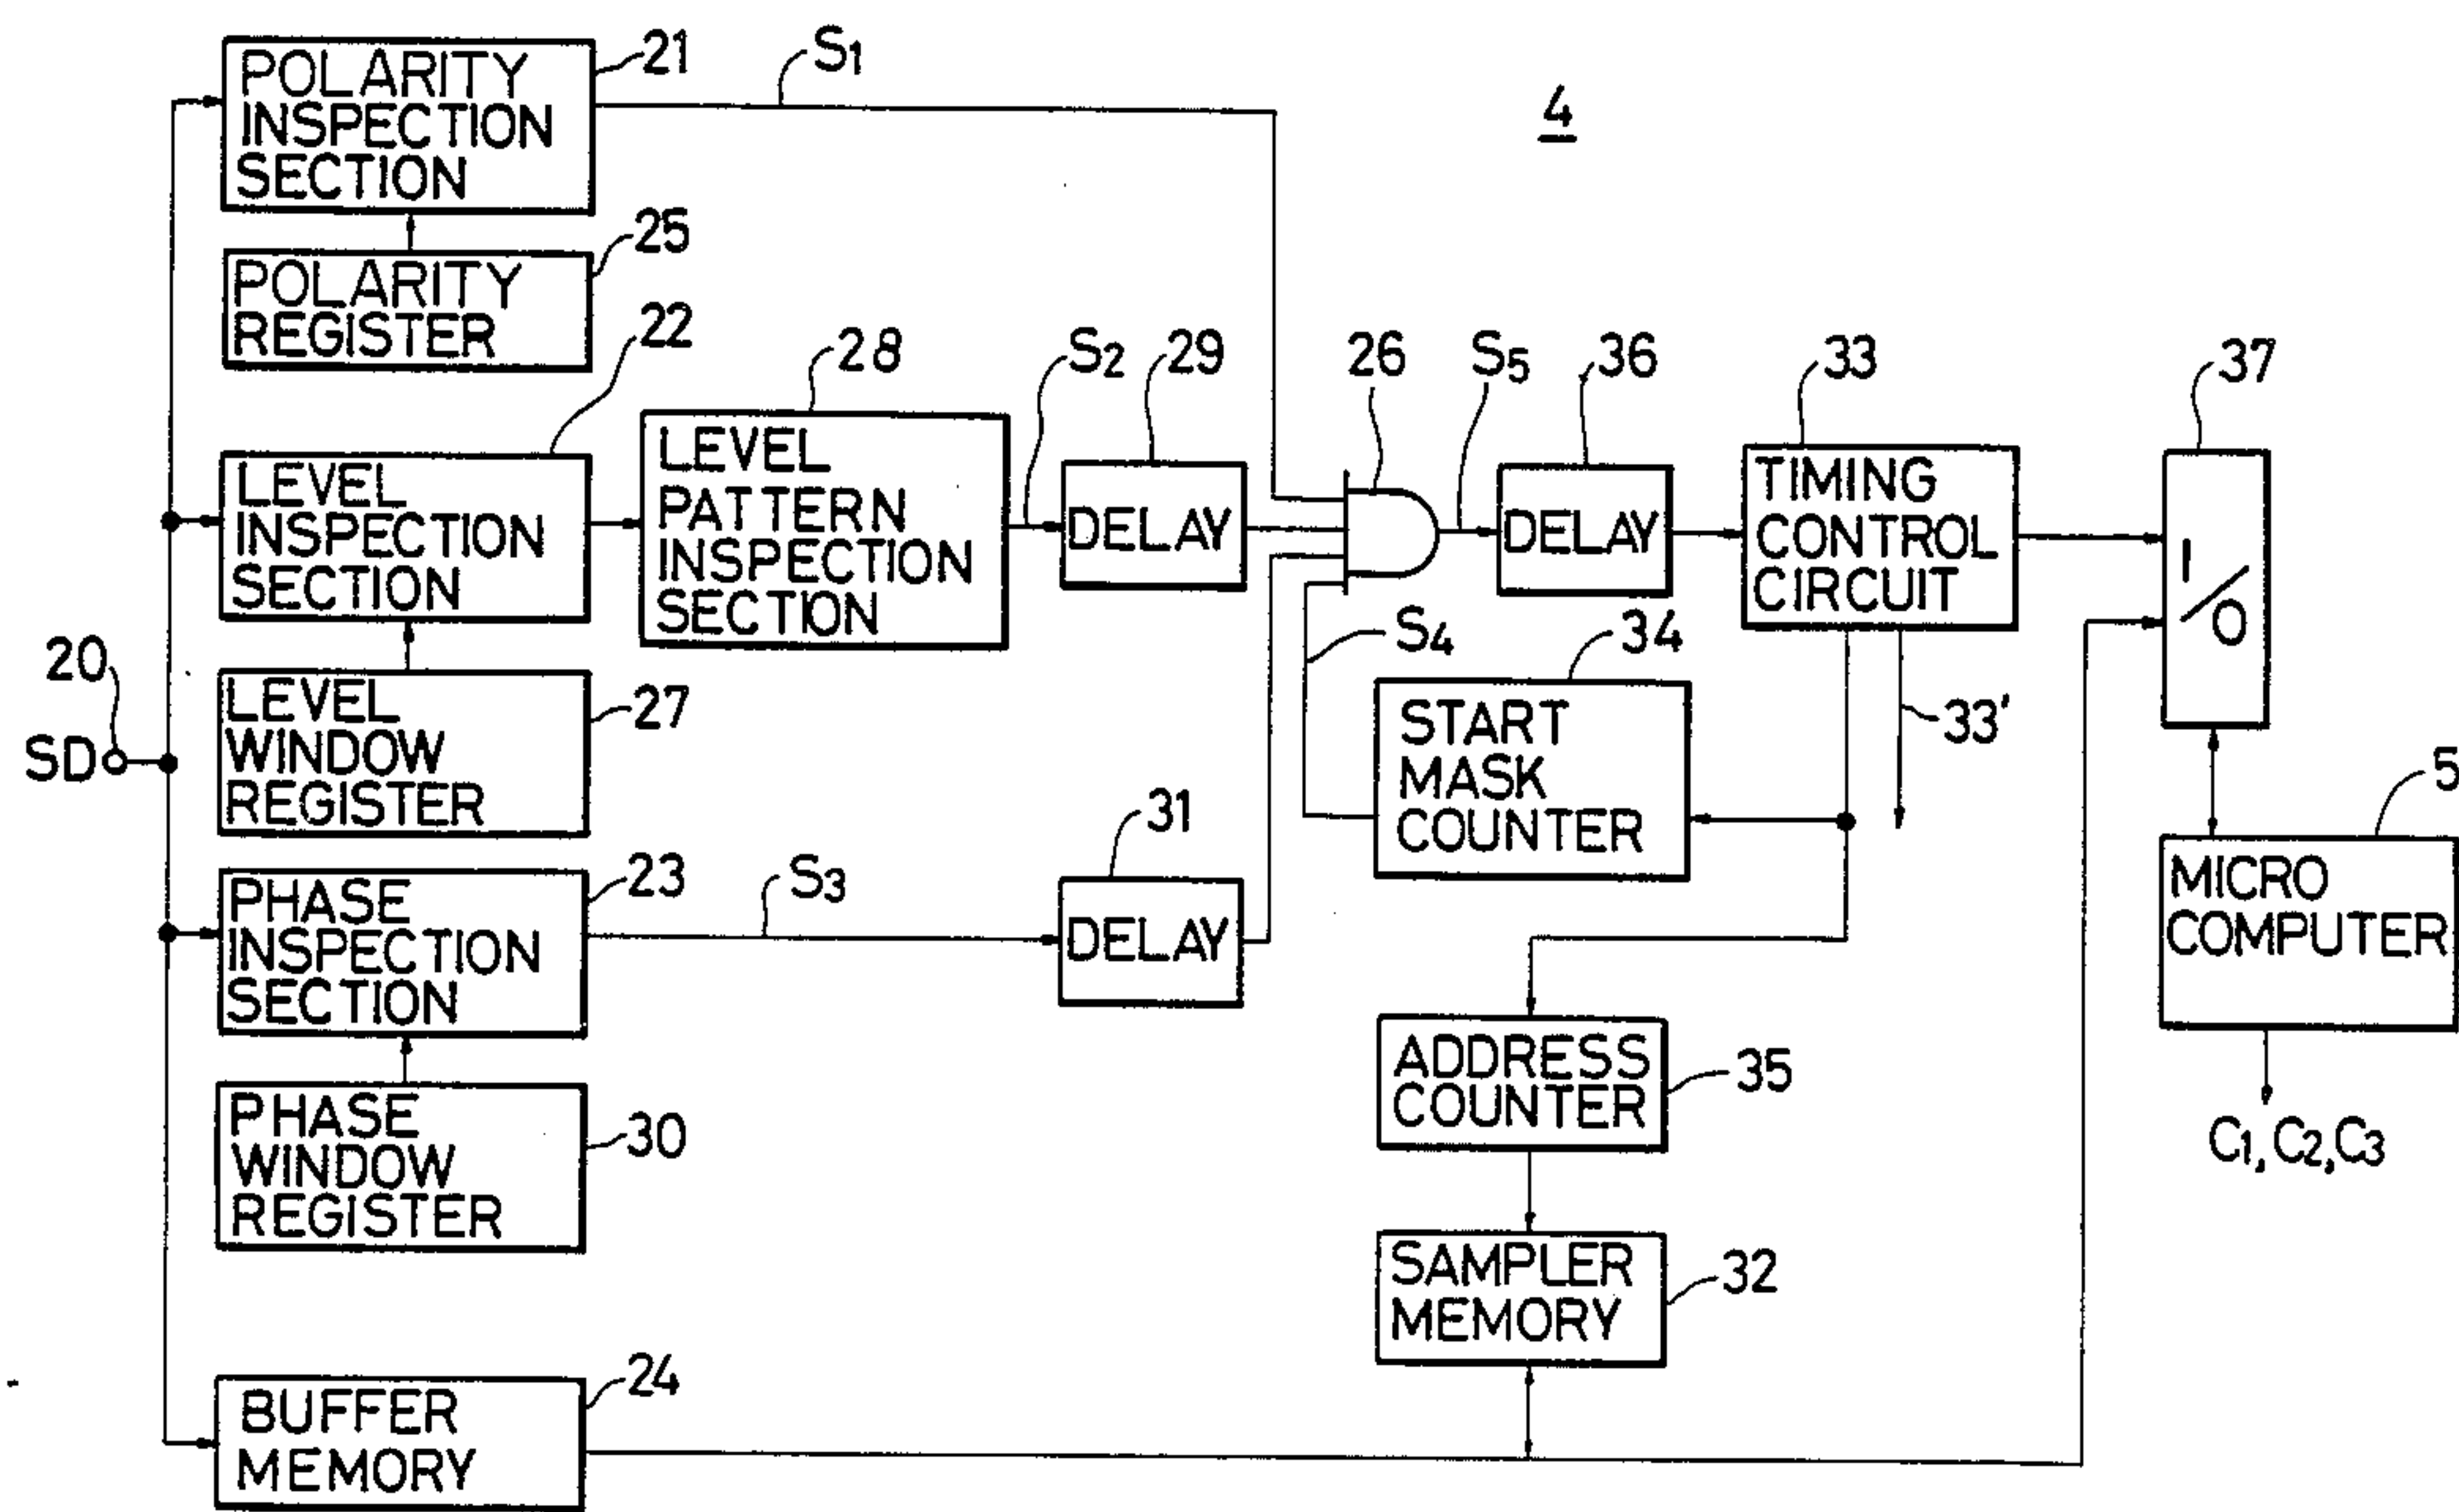 POLARITY
INSPECTION
SECTION
21
S1
4
POLARITY
REGISTER
25
22
LEVEL
INSPECTION
SECTION
28
LEVEL
PATTERN
INSPECTION
SECTION
S2
29
DELAY
26
S5
36
DELAY
33
TIMING
CONTROL
CIRCUIT
37
I/O
20
SD
LEVEL
WINDOW
REGISTER
27
S4
34
START
MASK
COUNTER
33'
5
MICRO
COMPUTER
C1, C2, C3
PHASE
INSPECTION
SECTION
23
S3
31
DELAY
PHASE
WINDOW
REGISTER
30
ADDRESS
COUNTER
35
SAMPLER
MEMORY
32
BUFFER
MEMORY
24